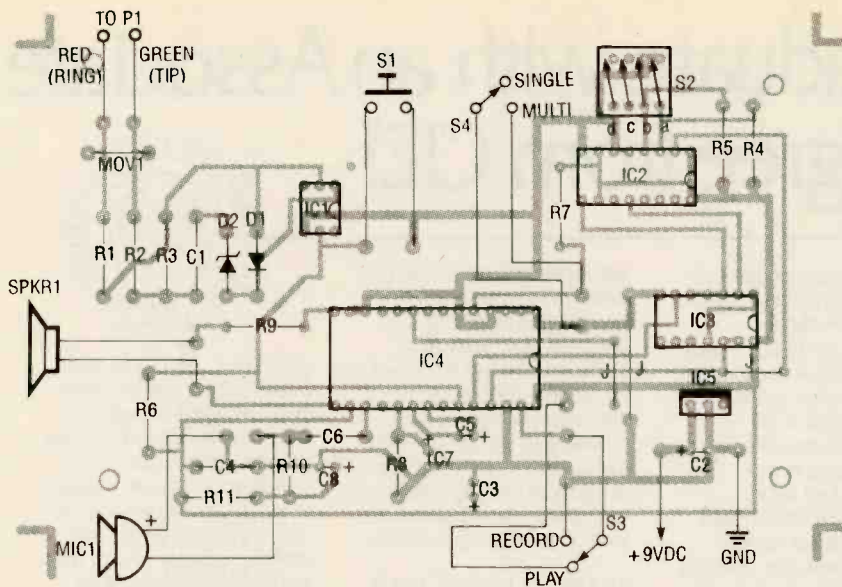 TO P1
RED
(RING)
GREEN
(TIP)
S1
SINGLE
MULTI
S4
S2
d c b a
MOV1
R5 R4
IC2
R7
D2 D1
IC1
R1 R2 R3 C1
SPKR1
R9
IC4
IC3
J J J
IC5
R6
C5
C6
C7
R8
C4 R10
C8
R11
C3
+
+
+
+
C2
S3
RECORD
PLAY
MIC1
+
+9VDC
GND